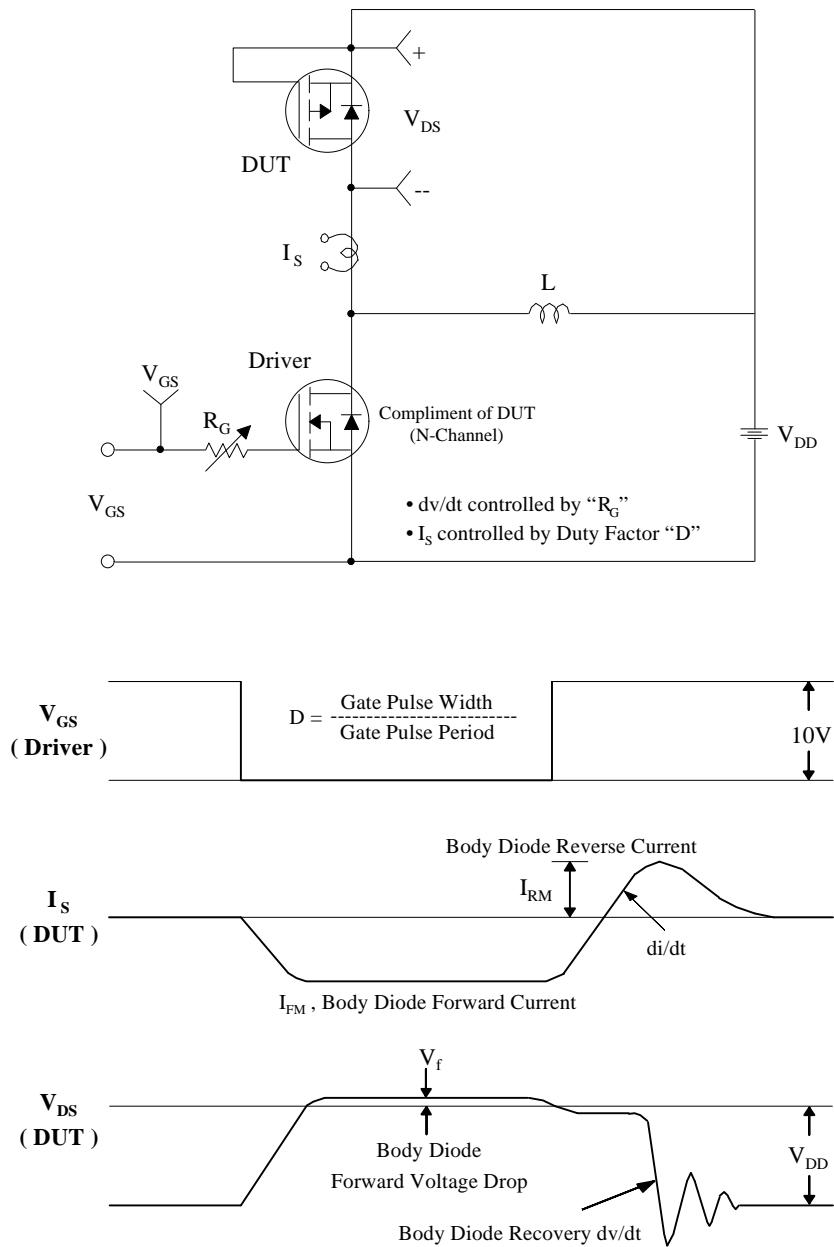 +
V_DS
DUT
--
I_S
L
Driver
V_GS
R_G
Compliment of DUT
(N-Channel)
V_DD
V_GS
• dv/dt controlled by “R_G”
• I_S controlled by Duty Factor “D”
V_GS
( Driver )
D = Gate Pulse Width
--------------------------
Gate Pulse Period
10V
Body Diode Reverse Current
I_S
( DUT )
I_RM
di/dt
I_FM , Body Diode Forward Current
V_f
V_DS
( DUT )
Body Diode
Forward Voltage Drop
V_DD
Body Diode Recovery dv/dt